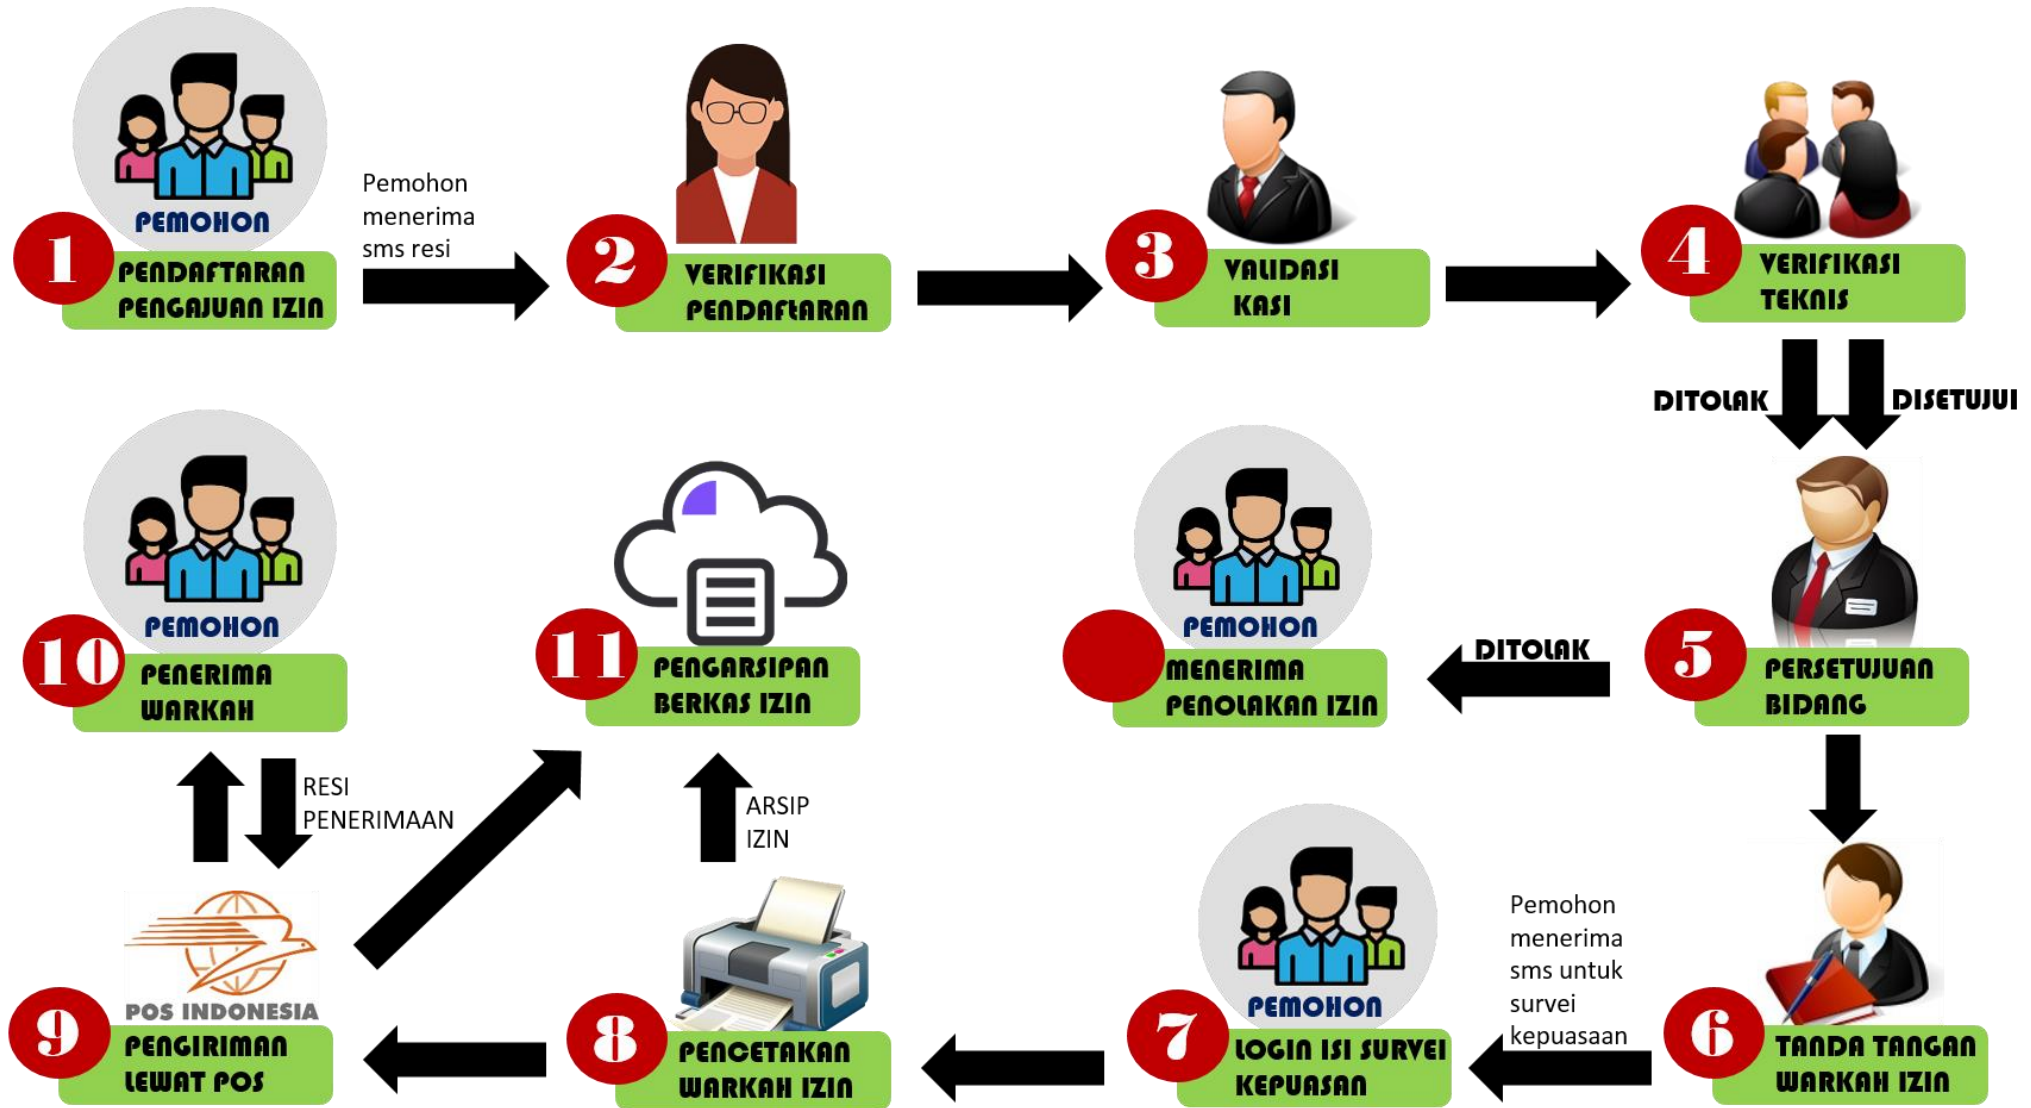 PEMOHON
1
PENDAFTARAN
PENGAJUAN IZIN
Pemohon
menerima
sms resi
2
VERIFIKASI
PENDAFtARAN
3
VALIDASI
KASI
4
VERIFIKASI
TEKNIS
DITOLAK
DISETUJUI
5
PERSETUJUAN
BIDANG
DITOLAK
PEMOHON
MENERIMA
PENOLAKAN IZIN
6
TANDA TANGAN
WARKAH IZIN
Pemohon
menerima
sms untuk
survei
kepuasaan
PEMOHON
7
LOGIN ISI SURVEI
KEPUASAN
8
PENCETAKAN
WARKAH IZIN
ARSIP
IZIN
POS INDONESIA
9
PENGIRIMAN
LEWAT POS
RESI
PENERIMAAN
PEMOHON
10
PENERIMA
WARKAH
11
PENGARSIPAN
BERKAS IZIN